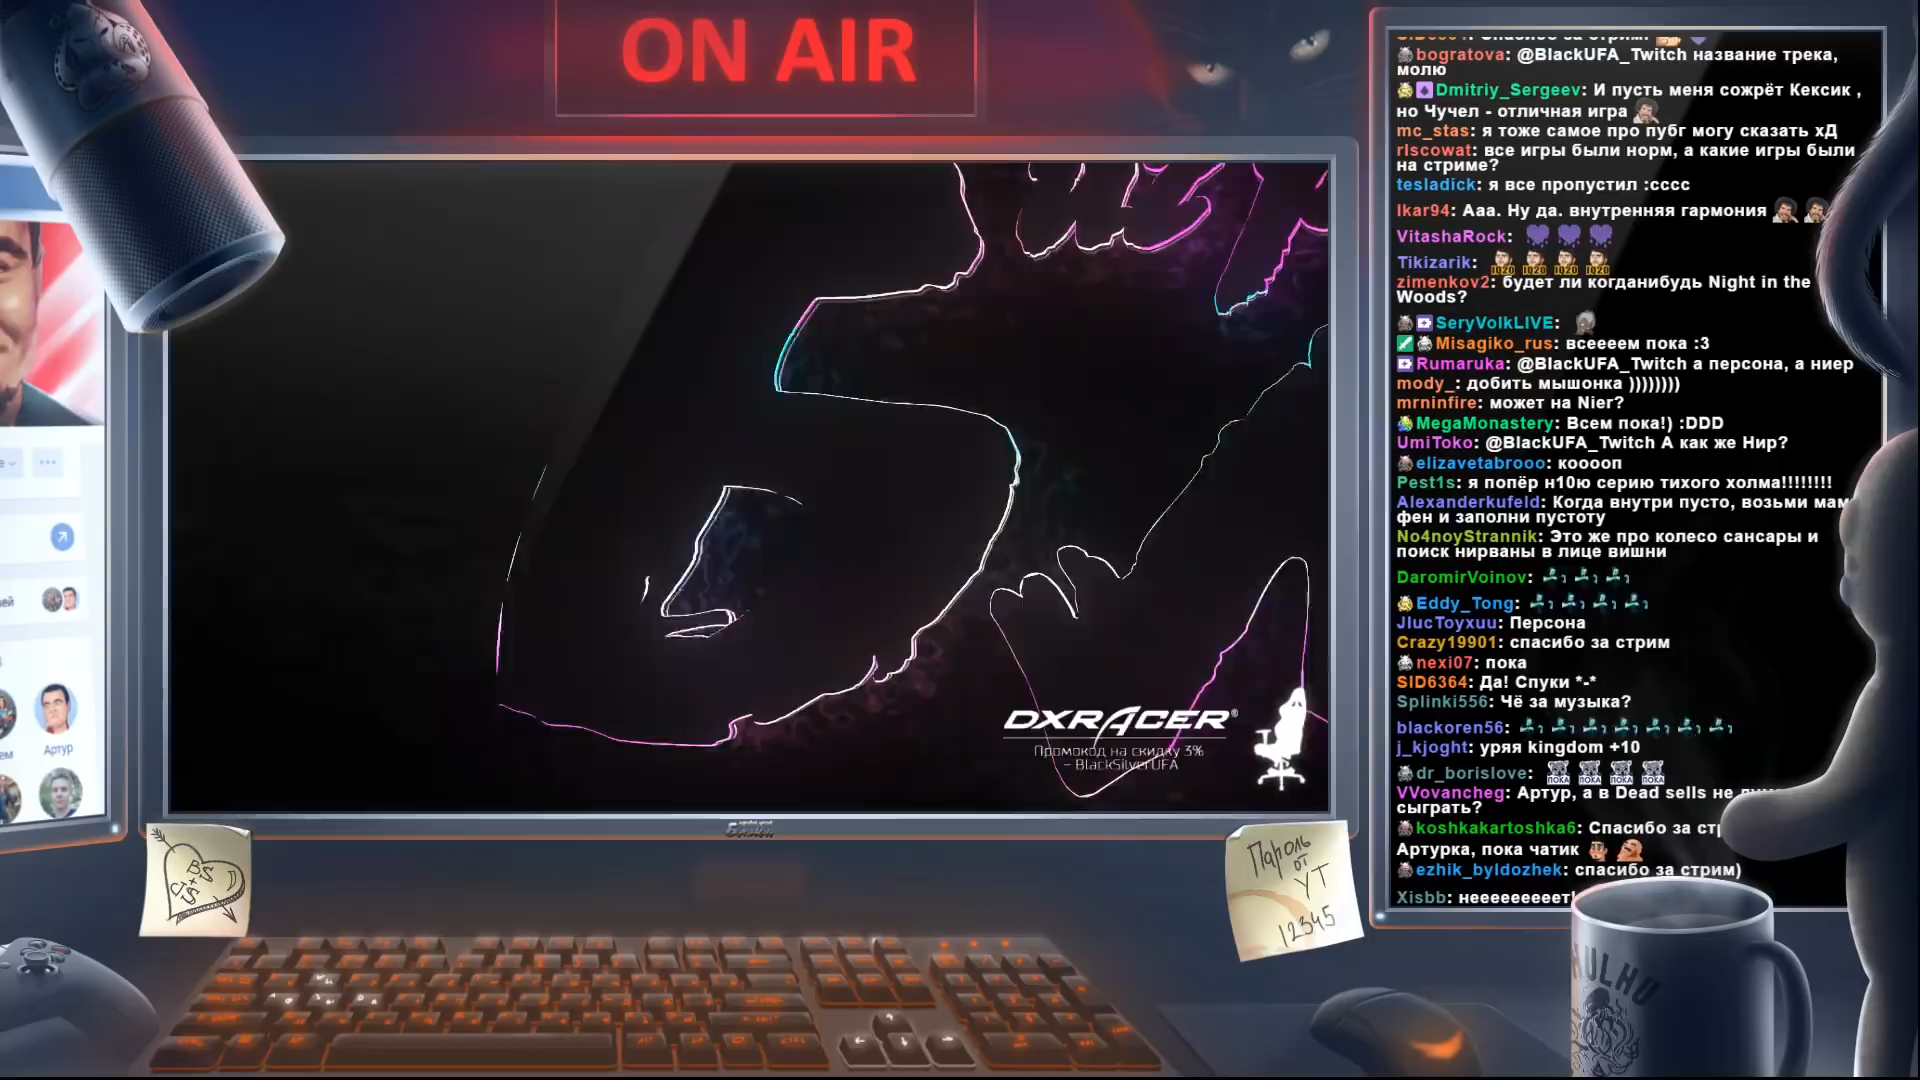 ON AIR
bogratova: @BlackUFA_Twitch название трека,
молю
Dmitriy_Sergeev: И пусть меня сожрёт Кексик ,
но Чучел - отличная игра
mc_stas: я тоже самое про пубг могу сказать хД
rlscowat: все игры были норм, а какие игры были
на стриме?
tesladick: я все пропустил :сссс
Ikar94: Ааа. Ну да. внутренняя гармония
VitashaRock:
Tikizarik:
zimenkov2: будет ли когданибудь Night in the
Woods?
SeryVolkLIVE:
Misagiko_rus: всеееем пока :3
Rumaruka: @BlackUFA_Twitch а персона, а ниер
mody_: добить мышонка ))))))))
mrninfire: может на Nier?
MegaMonastery: Всем пока!) :DDD
UmiToko: @BlackUFA_Twitch А как же Нир?
elizavetabrooo: кооооп
Pest1s: я попёр н10ю серию тихого холма!!!!!!!!
Alexanderkufeld: Когда внутри пусто, возьми мам
фен и заполни пустоту
No4noyStrannik: Это же про колесо сансары и
поиск нирваны в лице вишни
DaromirVoinov:
Eddy_Tong:
JlucToyxuu: Персона
Crazy19901: спасибо за стрим
nexi07: пока
SID6364: Да! Спуки *-*
Splinki556: Чё за музыка?
blackoren56:
j_kjoght: уряя kingdom +10
dr_borislove:
VVovancheg: Артур, а в Dead sells не
сыграть?
koshkakartoshka6: Спасибо за стр
Артурка, пока чатик
ezhik_byldozhek: спасибо за стрим)
Xisbb: нееееееееет!
DXRACER®
Промокод на скидку 3%
- BlackSilverUFA
Артур
BS
+
JS
Пароль
от
YT
12345